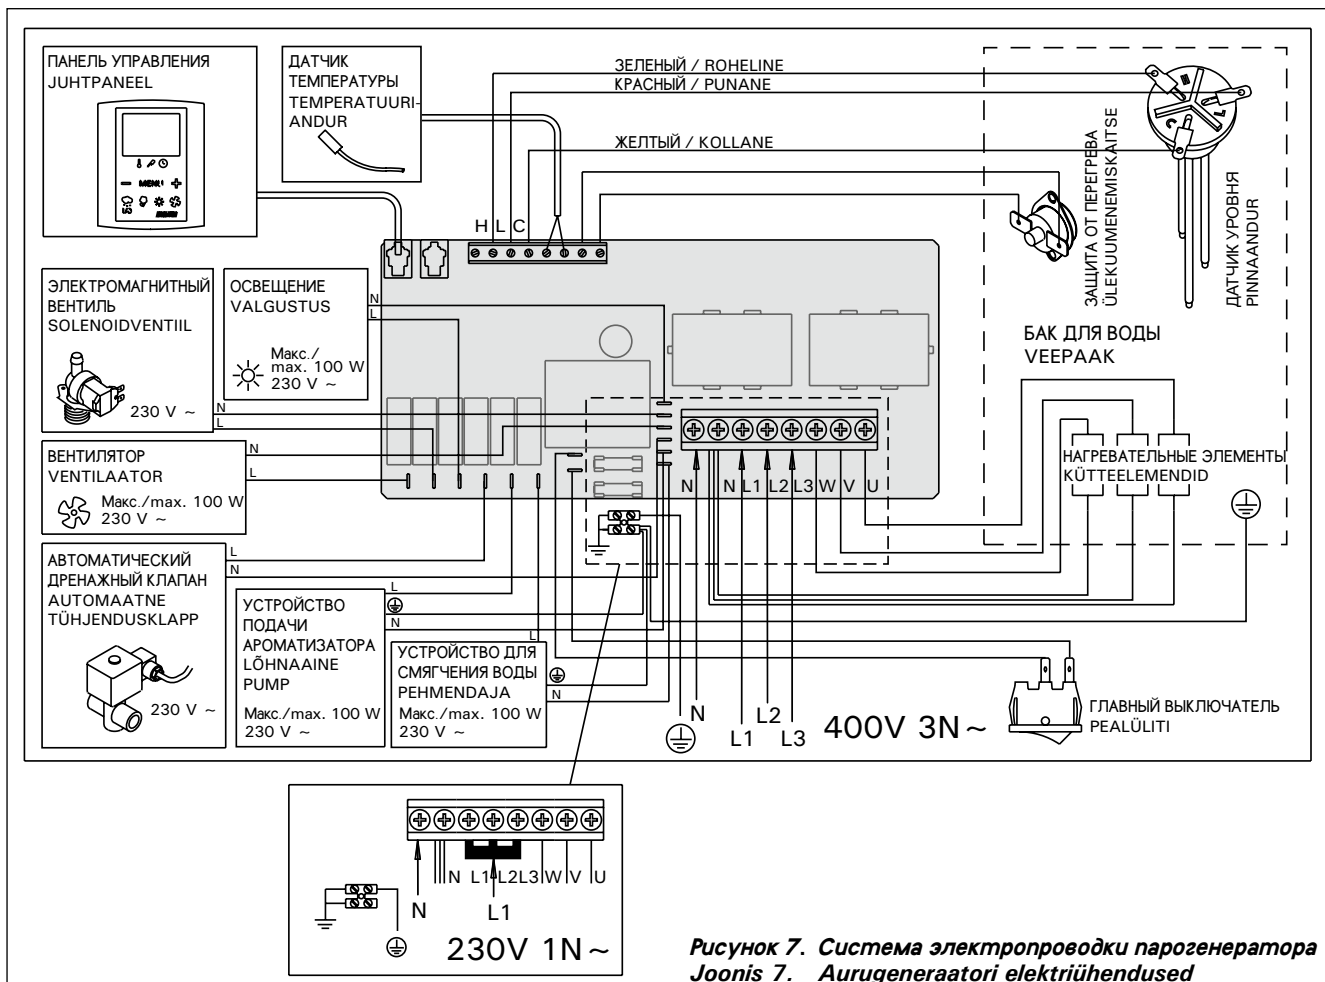 ПАНЕЛЬ УПРАВЛЕНИЯ
JUHTPANEEL
MENU
ДАТЧИК
ТЕМПЕРАТУРЫ
TEMPERATUURI-
ANDUR
ЗЕЛЕНЫЙ / ROHELINE
КРАСНЫЙ / PUNANE
ЖЕЛТЫЙ / KOLLANE
H L C
ЗАЩИТА ОТ ПЕРЕГРЕВА
ÜLEKUUMENEMISKAITSE
ДАТЧИК УРОВНЯ
PINNAANDUR
H
L
C
БАК ДЛЯ ВОДЫ
VEEPAAK
ЭЛЕКТРОМАГНИТНЫЙ
ВЕНТИЛЬ
SOLENOIDVENTIIL
230 V ~
N
L
ОСВЕЩЕНИЕ
VALGUSTUS
Макс./
max. 100 W
230 V ~
N
L
ВЕНТИЛЯТОР
VENTILAATOR
Макс./max. 100 W
230 V ~
N
L
N N L1 L2 L3 W V U
НАГРЕВАТЕЛЬНЫЕ ЭЛЕМЕНТЫ
KÜTTEELEMENDID
АВТОМАТИЧЕСКИЙ
ДРЕНАЖНЫЙ КЛАПАН
AUTOMAATNE
TÜHJENDUSKLAPP
230 V ~
L
N
УСТРОЙСТВО
ПОДАЧИ
АРОМАТИЗАТОРА
LÕHNAAINE
PUMP
Макс./max. 100 W
230 V ~
L
N
УСТРОЙСТВО ДЛЯ
СМЯГЧЕНИЯ ВОДЫ
PEHMENDAJA
Макс./max. 100 W
230 V ~
L
N
N
L1
L2
L3
400V 3N ~
ГЛАВНЫЙ ВЫКЛЮЧАТЕЛЬ
PEALÜLITI
N L1 L2 L3 W V U
N
L1
230V 1N ~
Рисунок 7. Система электропроводки парогенератора
Joonis 7. Aurugeneraatori elektriühendused